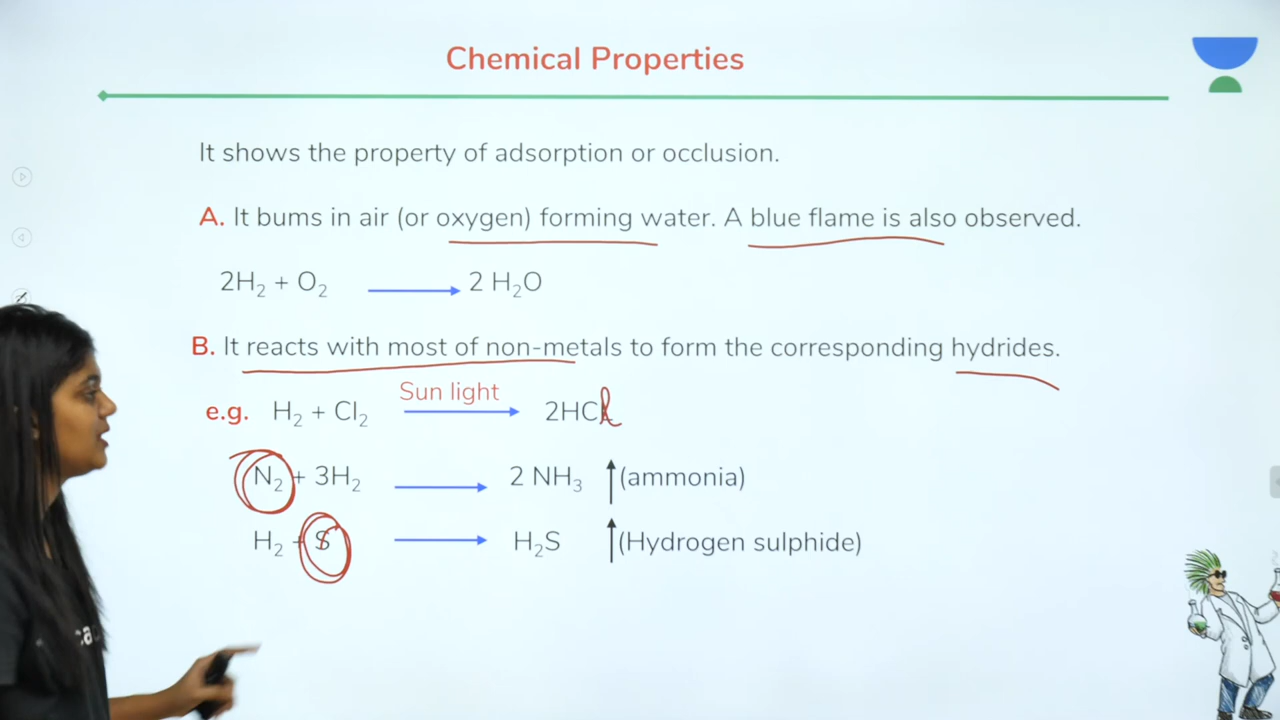 Chemical Properties
It shows the property of adsorption or occlusion.
A. It bums in air (or oxygen) forming water. A blue flame is also observed.
2H₂ + O₂ → 2 H₂O
B. It reacts with most of non-metals to form the corresponding hydrides.
Sun light
e.g. H₂ + Cl₂ → 2HCl
N₂ + 3H₂ → 2 NH₃ ↑(ammonia)
H₂ + S → H₂S ↑(Hydrogen sulphide)